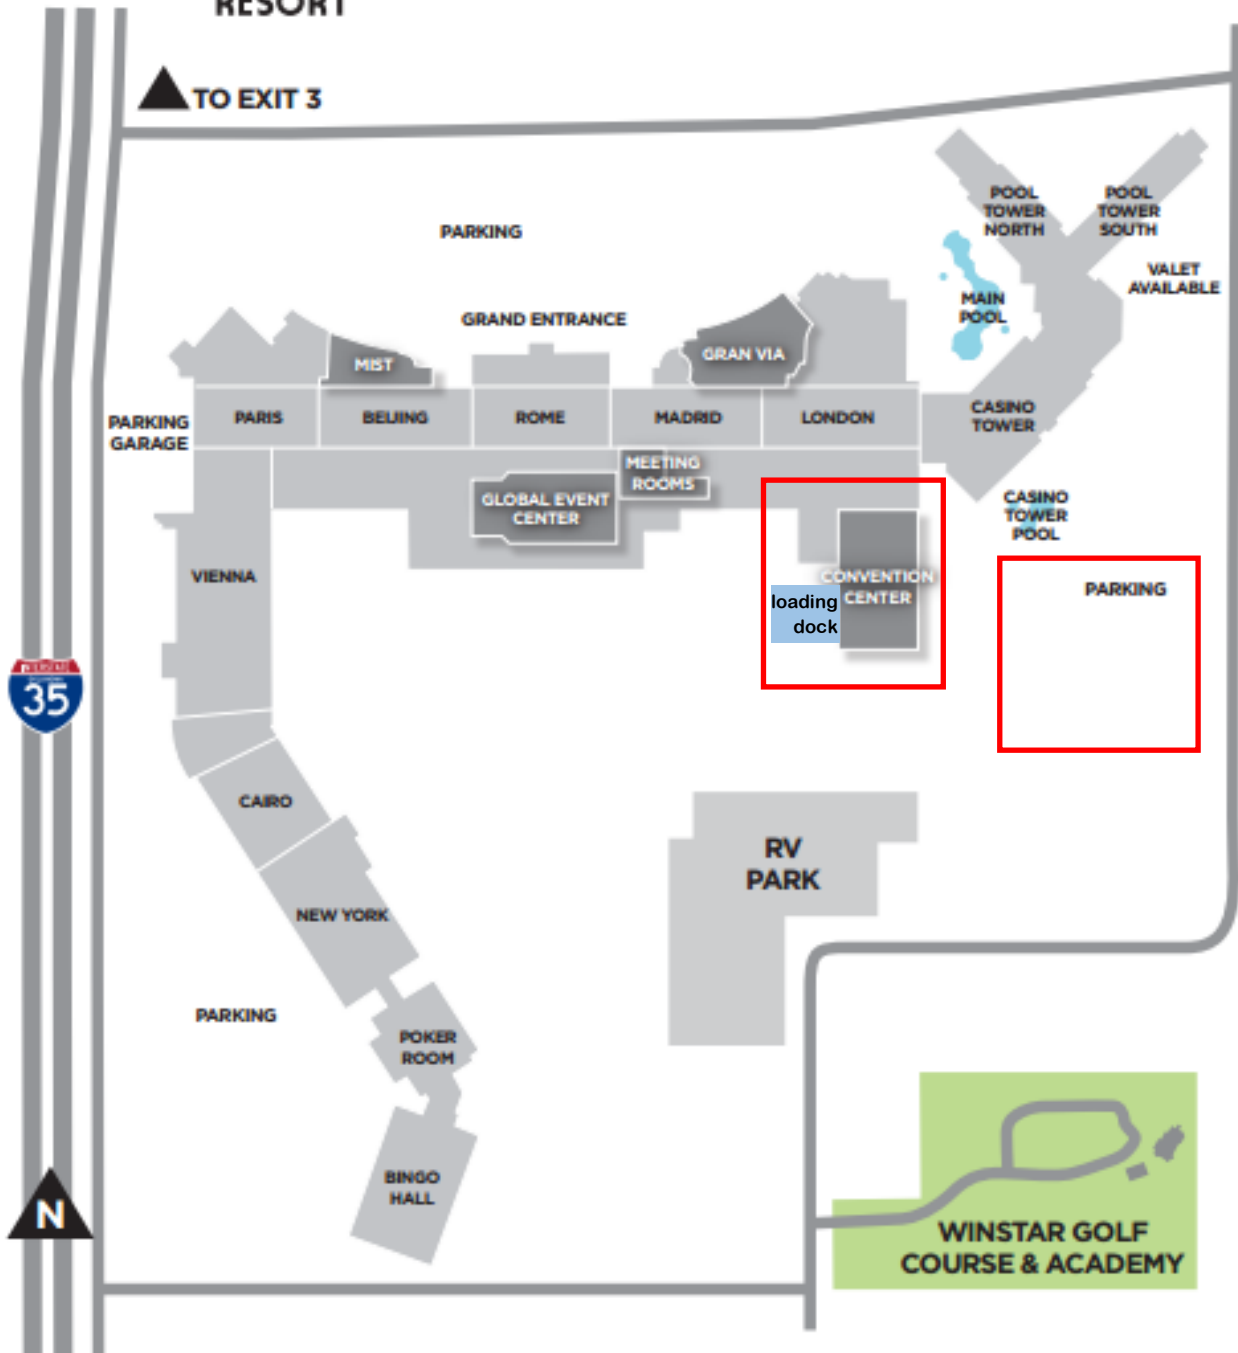 RESORT
TO EXIT 3
PARKING
POOL
TOWER
NORTH
POOL
TOWER
SOUTH
VALET
AVAILABLE
MAIN
POOL
GRAND ENTRANCE
MIST
GRAN VIA
PARKING
GARAGE
PARIS
BEIJING
ROME
MADRID
LONDON
CASINO
TOWER
MEETING
ROOMS
GLOBAL EVENT
CENTER
CASINO
TOWER
POOL
VIENNA
CONVENTION
CENTER
loading
dock
PARKING
INTERSTATE
35
CAIRO
RV
PARK
NEW YORK
PARKING
POKER
ROOM
BINGO
HALL
N
WINSTAR GOLF
COURSE & ACADEMY